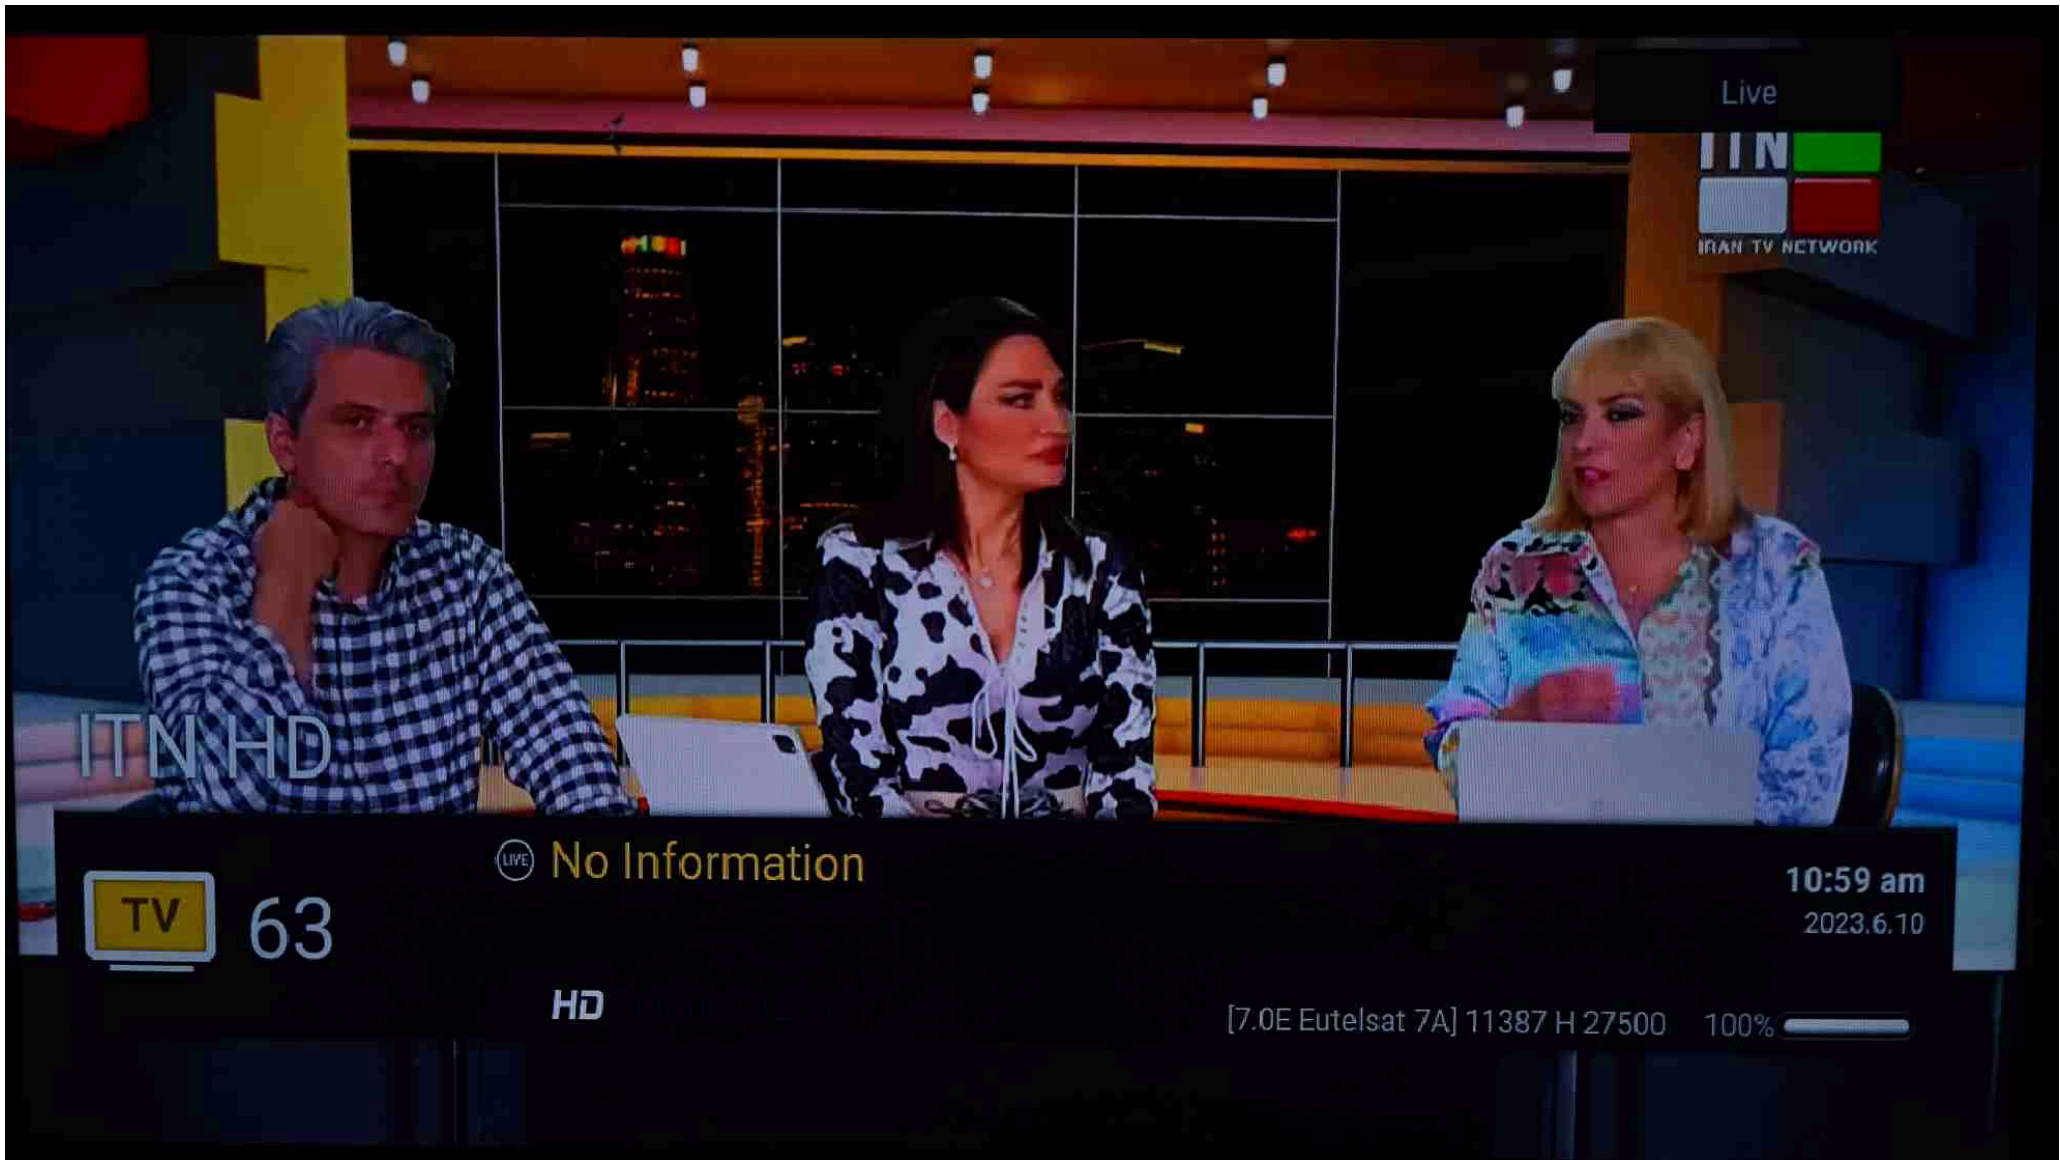 Live
ITN
IRAN TV NETWORK
ITN HD
LIVE No Information
TV 63
10:59 am
2023.6.10
HD
[7.0E Eutelsat 7A] 11387 H 27500 100%